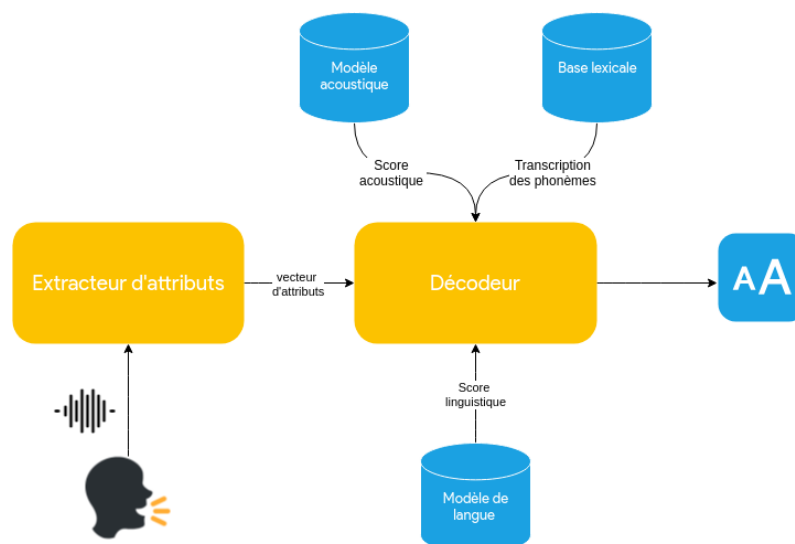 Modèle
acoustique
Base lexicale
Score
acoustique
Transcription
des phonèmes
Extracteur d'attributs
vecteur
d'attributs
Décodeur
AA
Score
linguistique
Modèle de
langue